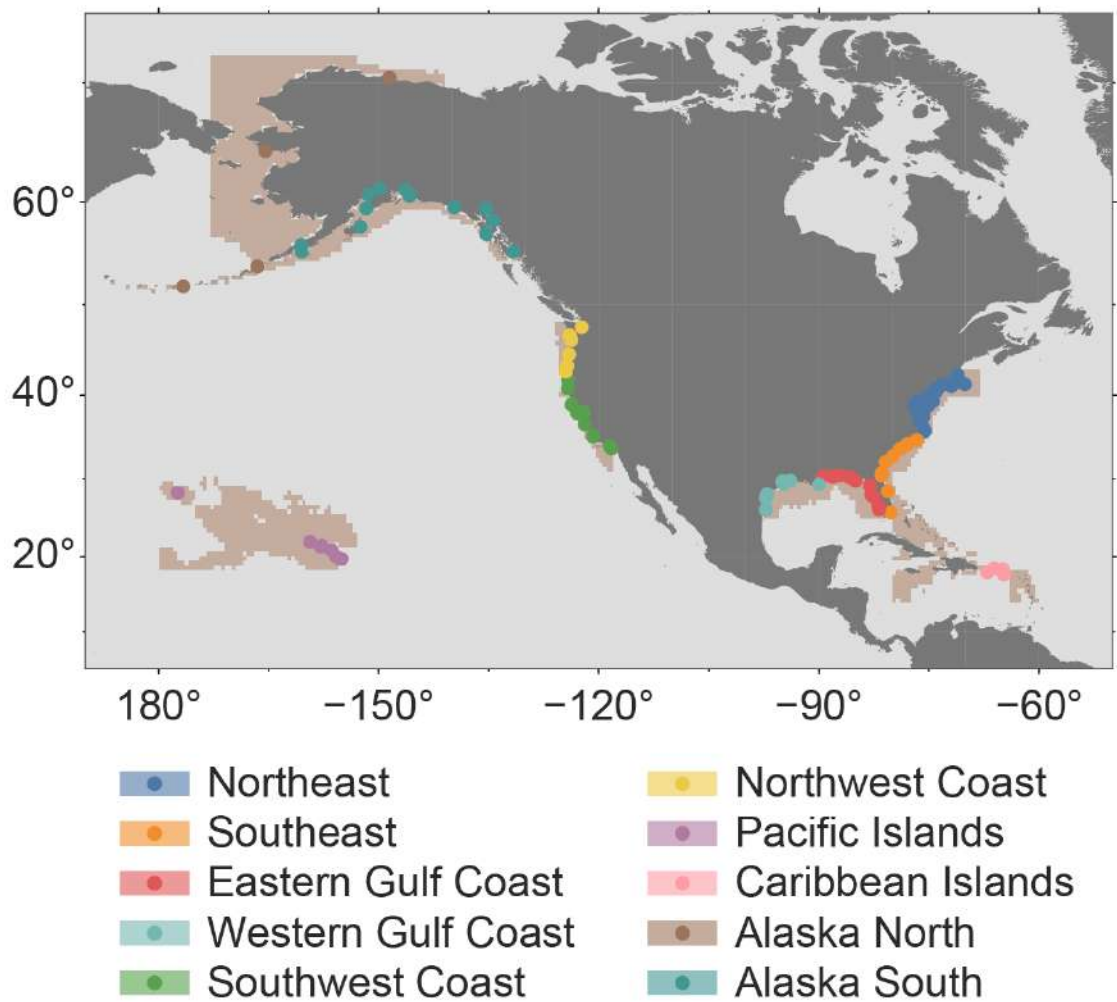 60°
40°
20°
180° −150° −120° −90° −60°
Northeast
Southeast
Eastern Gulf Coast
Western Gulf Coast
Southwest Coast
Northwest Coast
Pacific Islands
Caribbean Islands
Alaska North
Alaska South